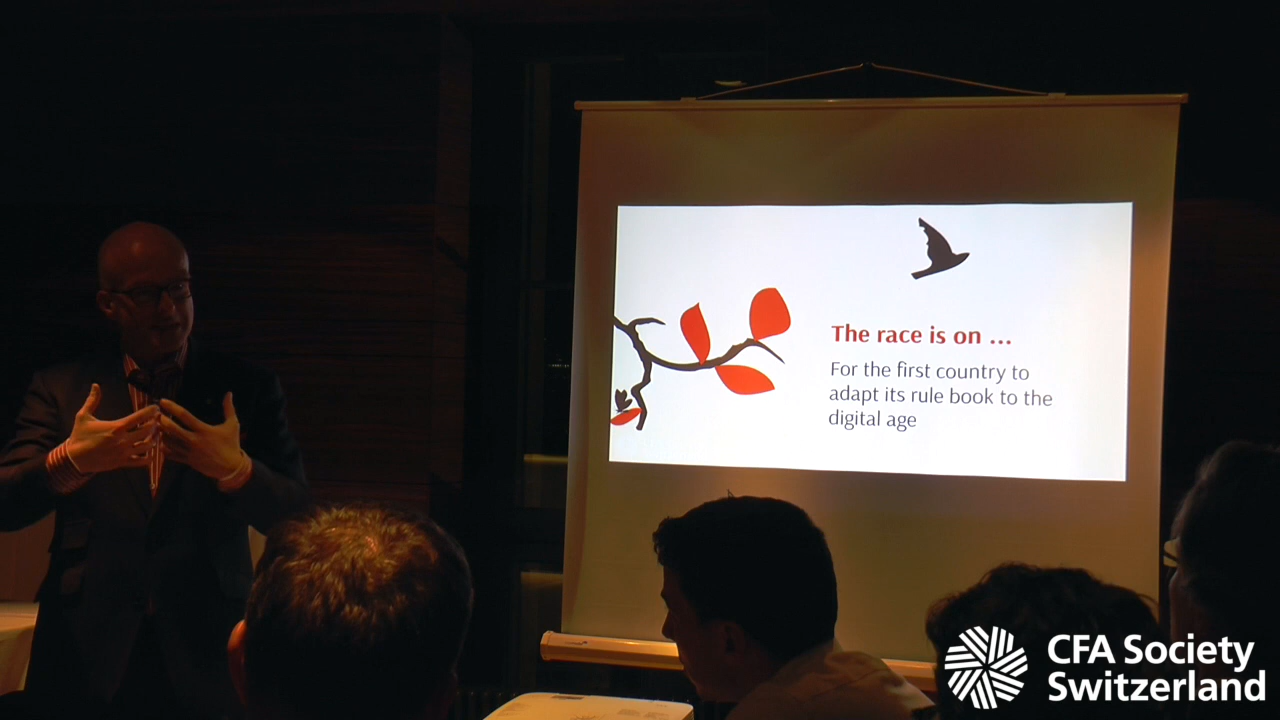 The race is on ...
For the first country to
adapt its rule book to the
digital age
CFA Society
Switzerland